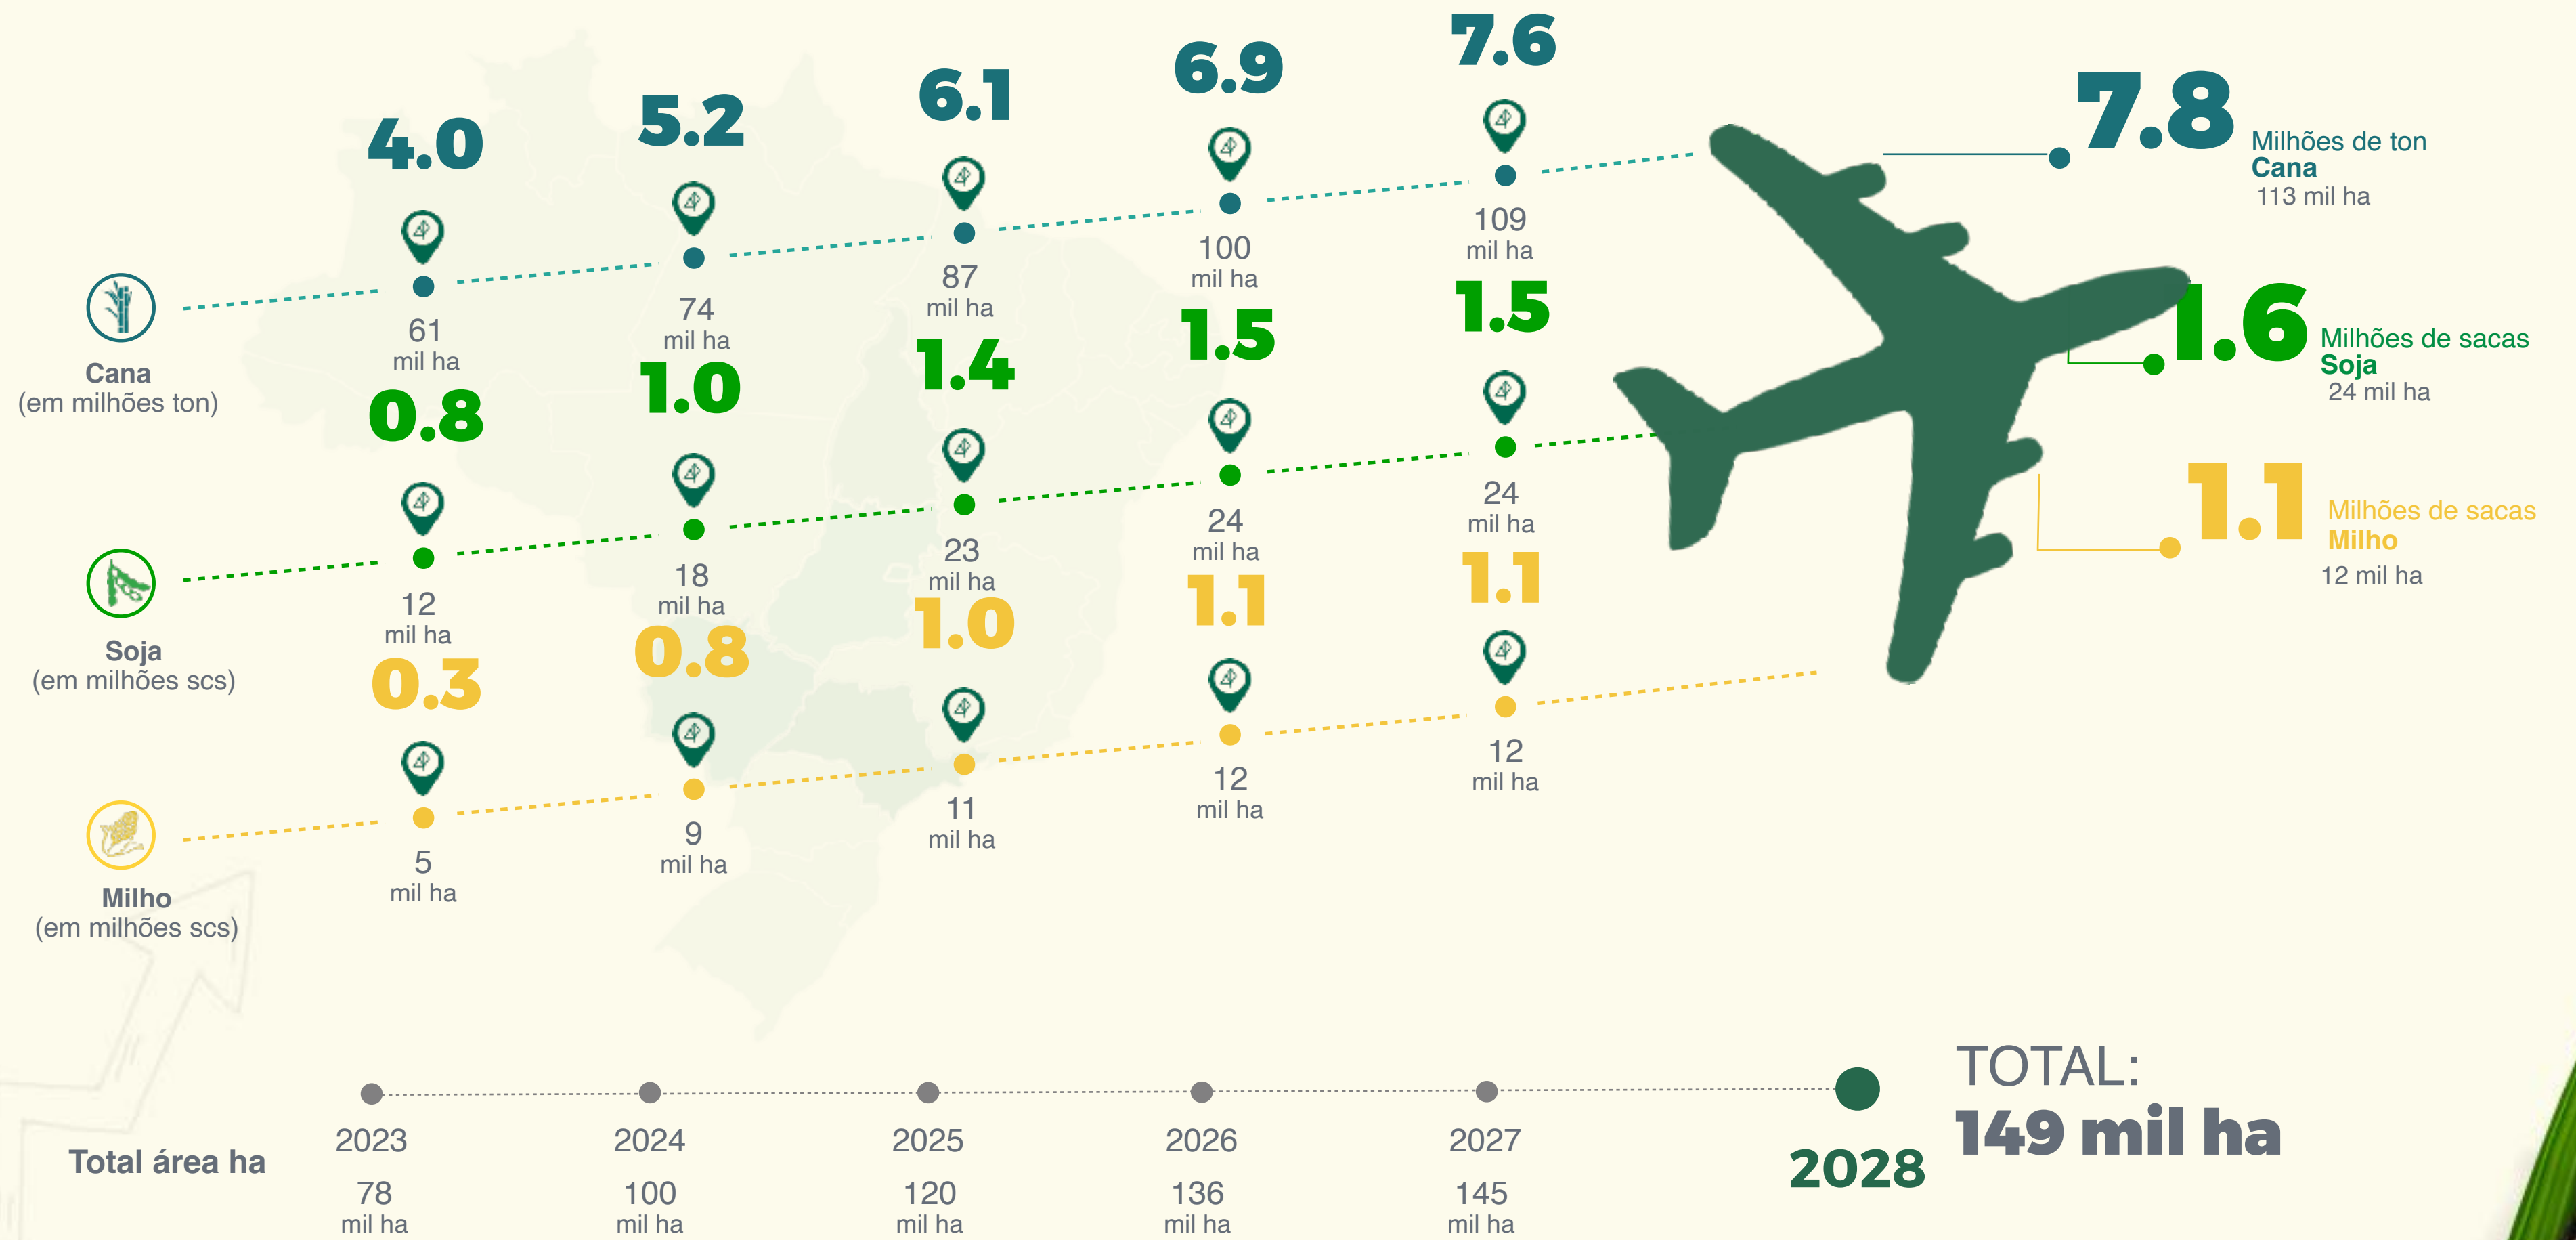 4.0
5.2
6.1
6.9
7.6
7.8
Milhões de ton
Cana
113 mil ha
Cana
(em milhões ton)
61
mil ha
74
mil ha
87
mil ha
100
mil ha
109
mil ha
0.8
1.0
1.4
1.5
1.5
1.6
Milhões de sacas
Soja
24 mil ha
Soja
(em milhões scs)
12
mil ha
18
mil ha
23
mil ha
24
mil ha
24
mil ha
0.3
0.8
1.0
1.1
1.1
1.1
Milhões de sacas
Milho
12 mil ha
Milho
(em milhões scs)
5
mil ha
9
mil ha
11
mil ha
12
mil ha
12
mil ha
Total área ha
2023
78
mil ha
2024
100
mil ha
2025
120
mil ha
2026
136
mil ha
2027
145
mil ha
2028
TOTAL:
149 mil ha